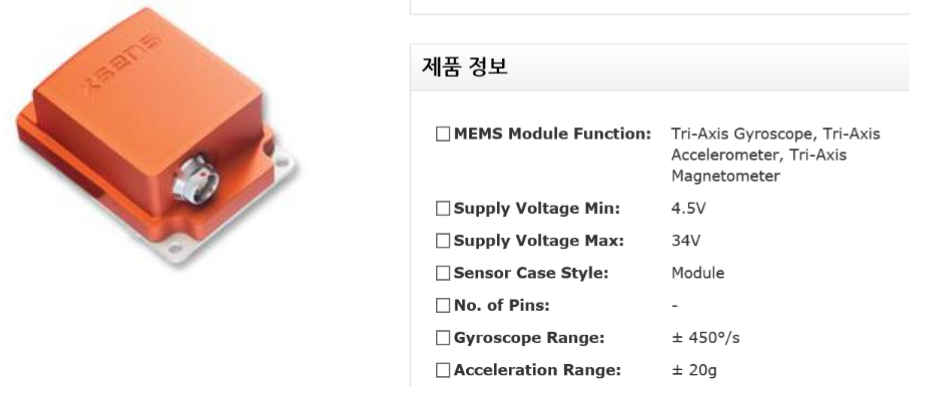 xsens
제품 정보
MEMS Module Function: Tri-Axis Gyroscope, Tri-Axis
Accelerometer, Tri-Axis
Magnetometer
Supply Voltage Min: 4.5V
Supply Voltage Max: 34V
Sensor Case Style: Module
No. of Pins: -
Gyroscope Range: ± 450°/s
Acceleration Range: ± 20g